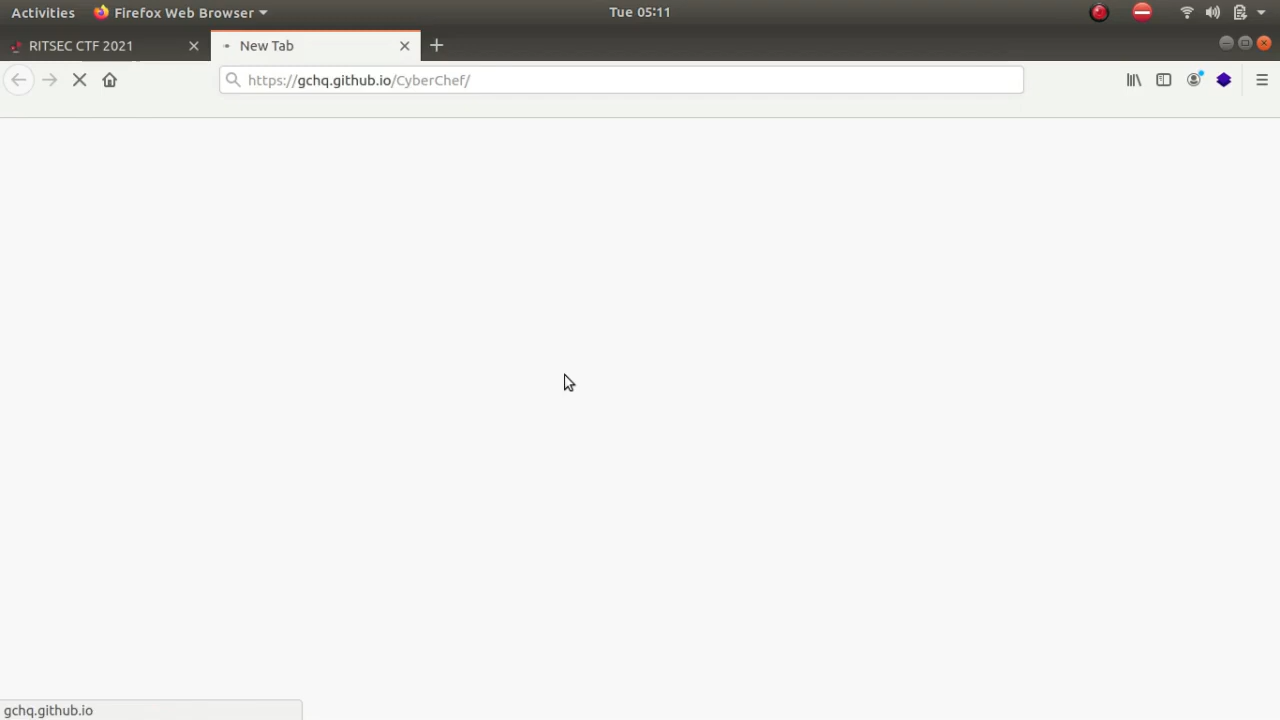 Activities Firefox Web Browser Tue 05:11
RITSEC CTF 2021 New Tab
https://gchq.github.io/CyberChef/
gchq.github.io